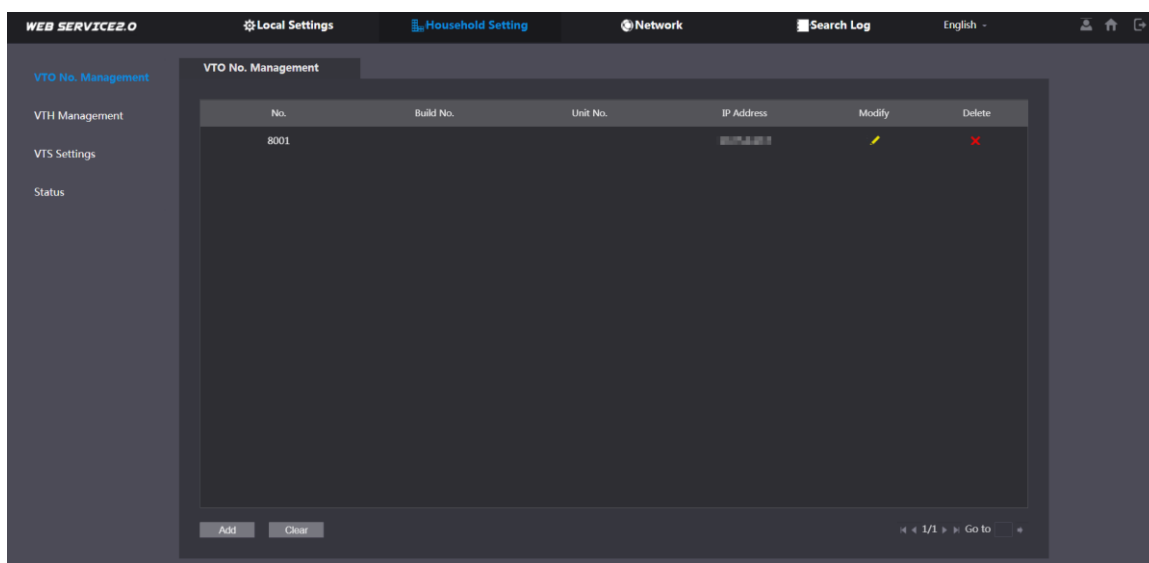 WEB SERVICE2.0 Local Settings Household Setting Network Search Log English
VTO No. Management
VTH Management
VTS Settings
Status
VTO No. Management
No. Build No. Unit No. IP Address Modify Delete
8001
Add Clear 1/1 Go to